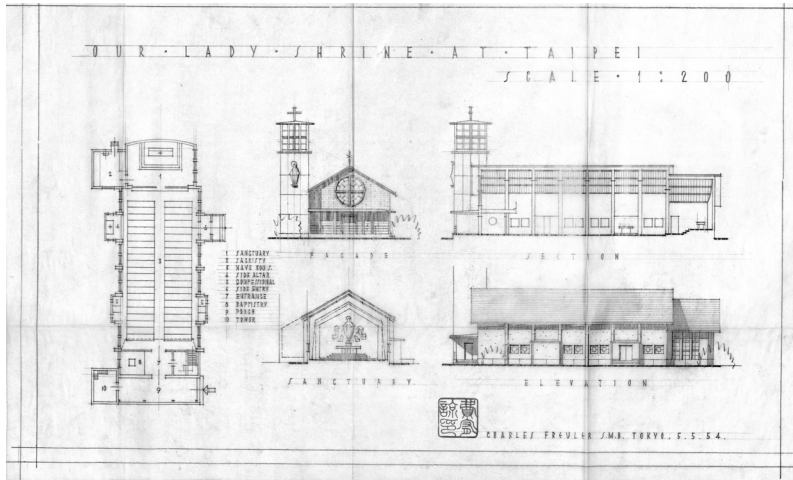 OUR · LADY · SHRINE · AT · TAIPEI
SCALE · 1:200
1 SANCTUARY
2 SACRISTY
3 NAVE 300 S.
4 SIDE ALTAR
5 CONFESSIONAL
6 SIDE ENTRY
7 ENTRANCE
8 BAPTISTRY
9 PORCH
10 TOWER
FACADE
SECTION
SANCTUARY
ELEVATION
CHARLES FREULER S.M.B. TOKYO. 5.5.54.